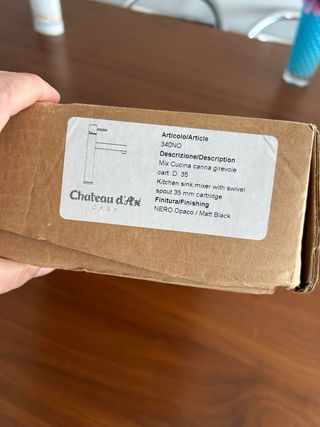 Articolo/Article
340NO
Descrizione/Description
Mix Cucina canna girevole
cart. D. 35
Kitchen sink mixer with swivel
spout 35 mm cartridge
Finitura/Finishing
NERO Opaco / Matt Black
Chateau d'Ax
CASA